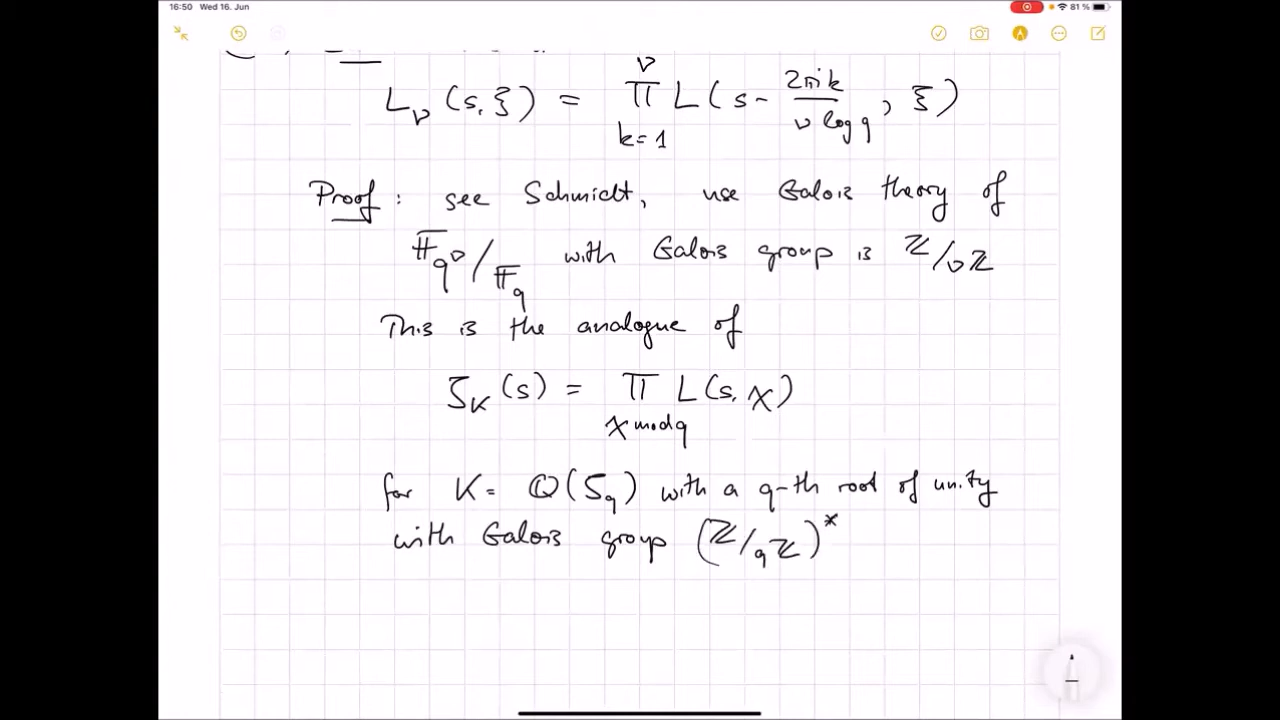 16:50 Wed 16. Jun 81 %
L_ν (s, ξ) = ∏_{k=1}^{ν} L(s - 2πik / ν log q , ξ)
Proof : see Schmidt, use Galois theory of
𝔽_{q^ν} / 𝔽_q with Galois group is ℤ/νℤ
This is the analogue of
ζ_K (s) = ∏_{χ mod q} L(s, χ)
for K = ℚ(ζ_q) with a q-th root of unity
with Galois group (ℤ/qℤ)^*